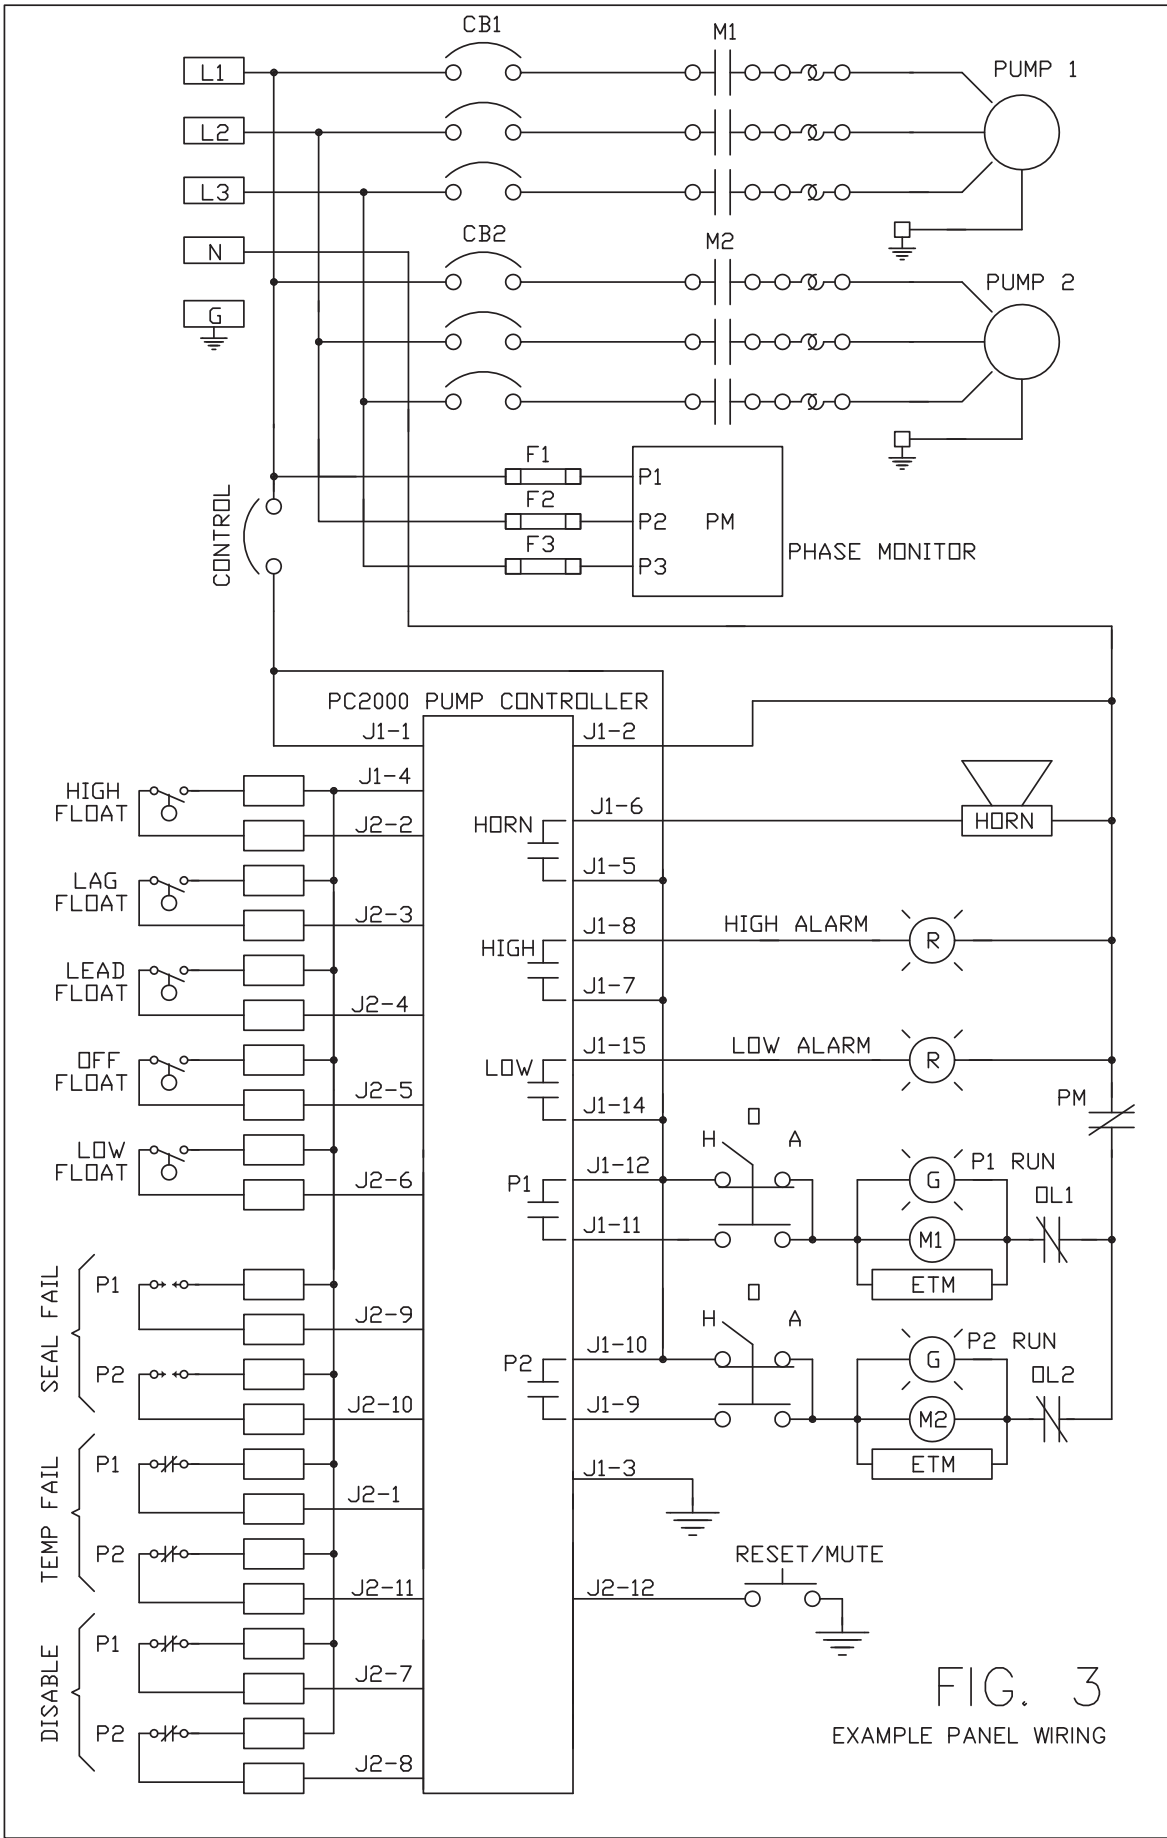 CB1
M1
L1
PUMP 1
L2
L3
N
CB2
M2
PUMP 2
G
F1
P1
F2
P2
PM
F3
P3
PHASE MONITOR
CONTROL
PC2000 PUMP CONTROLLER
J1-1
J1-2
HIGH
FLOAT
J1-4
J2-2
HORN
J1-6
HORN
J1-5
LAG
FLOAT
J2-3
HIGH
J1-8
HIGH ALARM
R
J1-7
LEAD
FLOAT
J2-4
LOW
J1-15
LOW ALARM
R
J1-14
OFF
FLOAT
J2-5
PM
LOW
FLOAT
J2-6
P1
J1-12
H
O
A
G
P1 RUN
J1-11
M1
OL1
ETM
SEAL FAIL
P1
J2-9
P2
J2-10
P2
J1-10
H
O
A
G
P2 RUN
J1-9
M2
OL2
ETM
TEMP FAIL
P1
J2-1
P2
J2-11
J1-3
RESET/MUTE
J2-12
DISABLE
P1
J2-7
P2
J2-8
FIG. 3
EXAMPLE PANEL WIRING